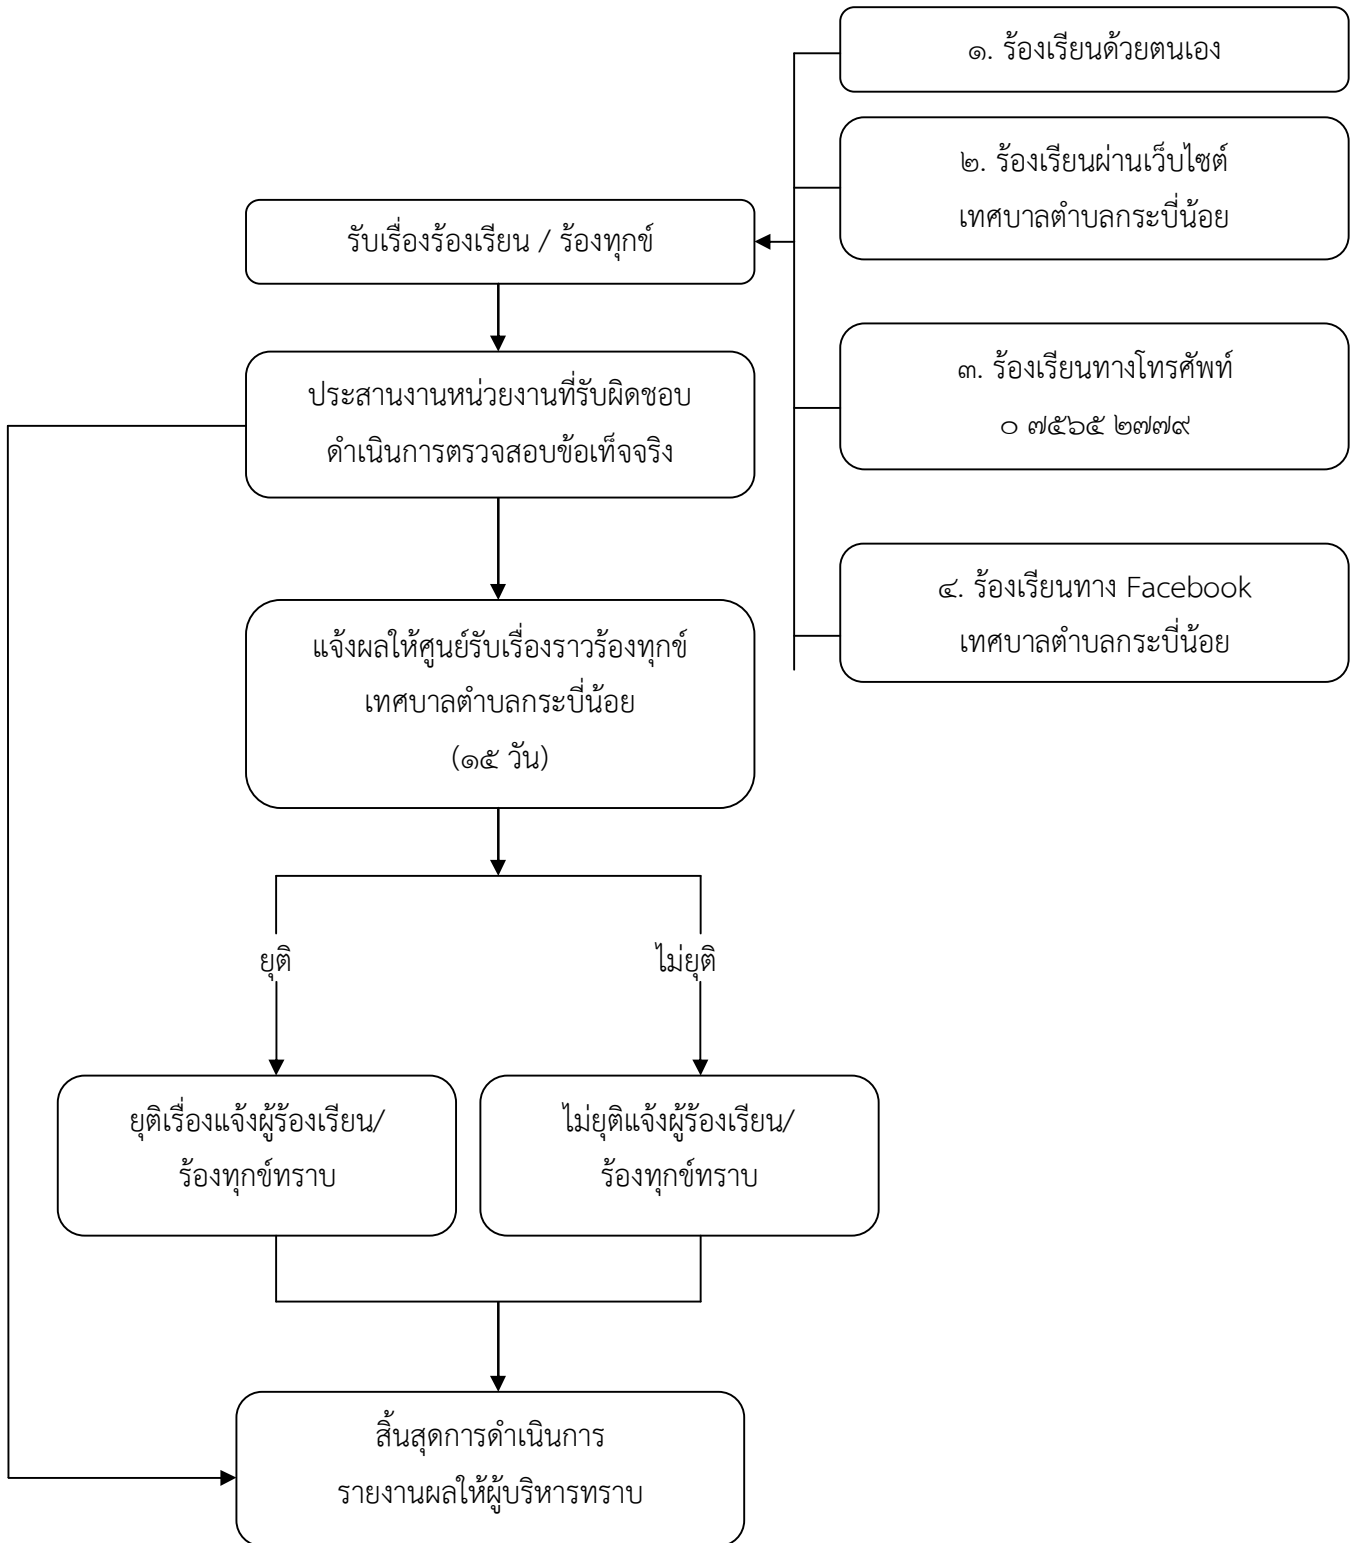 ๑. ร้องเรียนด้วยตนเอง
๒. ร้องเรียนผ่านเว็บไซต์
เทศบาลตำบลกระบี่น้อย
รับเรื่องร้องเรียน / ร้องทุกข์
๓. ร้องเรียนทางโทรศัพท์
๐ ๗๕๖๕ ๒๗๗๙
ประสานงานหน่วยงานที่รับผิดชอบ
ดำเนินการตรวจสอบข้อเท็จจริง
๔. ร้องเรียนทาง Facebook
เทศบาลตำบลกระบี่น้อย
แจ้งผลให้ศูนย์รับเรื่องราวร้องทุกข์
เทศบาลตำบลกระบี่น้อย
(๑๕ วัน)
ยุติ
ไม่ยุติ
ยุติเรื่องแจ้งผู้ร้องเรียน/
ร้องทุกข์ทราบ
ไม่ยุติแจ้งผู้ร้องเรียน/
ร้องทุกข์ทราบ
สิ้นสุดการดำเนินการ
รายงานผลให้ผู้บริหารทราบ